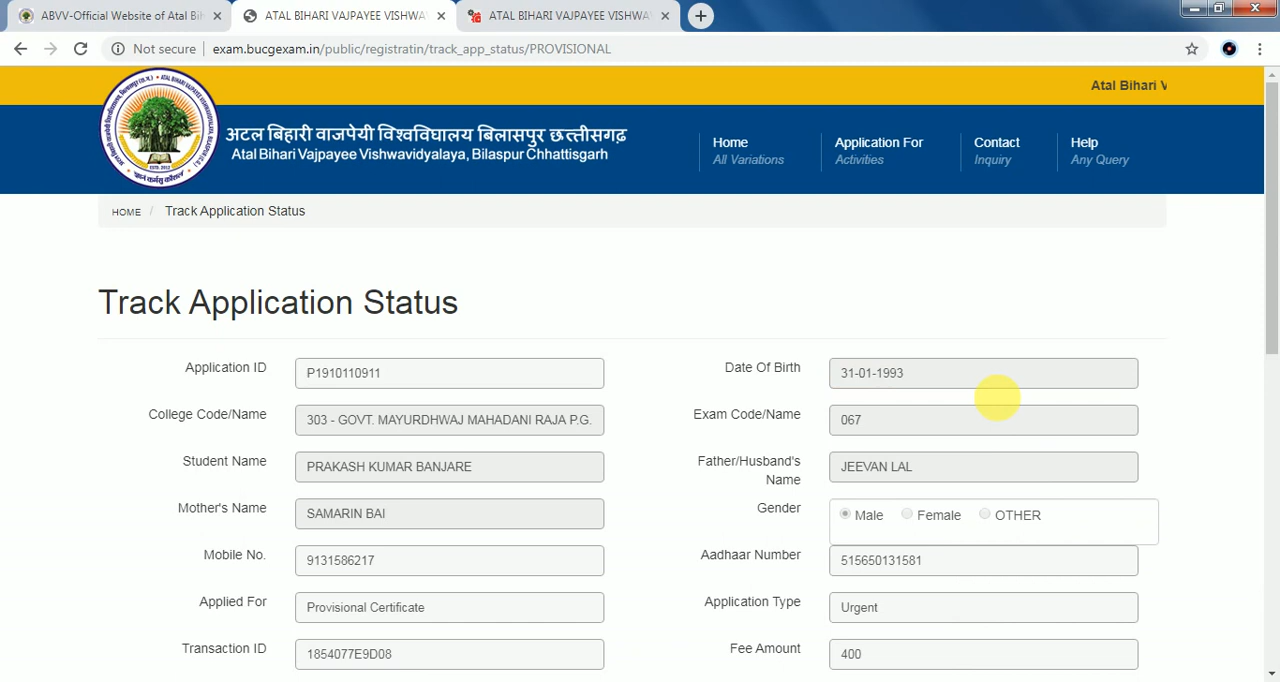 ABVV-Official Website of Atal Bih
ATAL BIHARI VAJPAYEE VISHWA
ATAL BIHARI VAJPAYEE VISHWA
Not secure
exam.bucgexam.in/public/registratin/track_app_status/PROVISIONAL
Atal Bihari V
अटल बिहारी वाजपेयी विश्वविद्यालय बिलासपुर छत्तीसगढ़
Atal Bihari Vajpayee Vishwavidyalaya, Bilaspur Chhattisgarh
Home
All Variations
Application For
Activities
Contact
Inquiry
Help
Any Query
HOME / Track Application Status
Track Application Status
Application ID P1910110911
Date Of Birth 31-01-1993
College Code/Name 303 - GOVT. MAYURDHWAJ MAHADANI RAJA P.G.
Exam Code/Name 067
Student Name PRAKASH KUMAR BANJARE
Father/Husband's
Name JEEVAN LAL
Mother's Name SAMARIN BAI
Gender Male Female OTHER
Mobile No. 9131586217
Aadhaar Number 515650131581
Applied For Provisional Certificate
Application Type Urgent
Transaction ID 1854077E9D08
Fee Amount 400